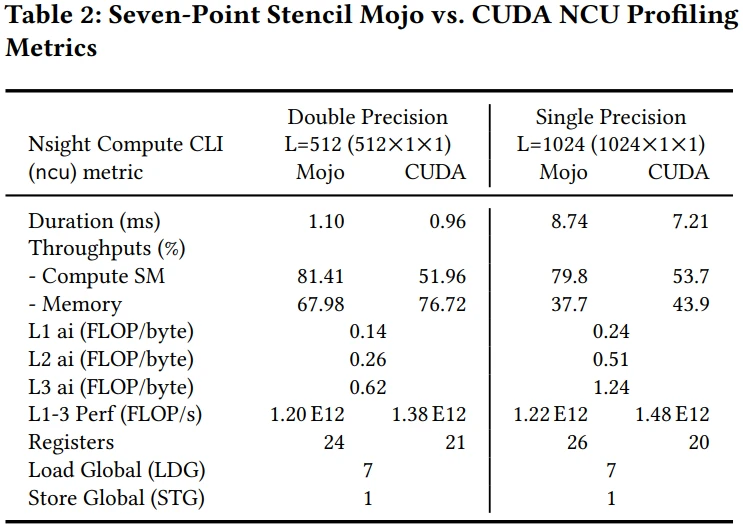 Table 2: Seven-Point Stencil Mojo vs. CUDA NCU Profiling
Metrics
Double Precision Single Precision
Nsight Compute CLI L=512 (512×1×1) L=1024 (1024×1×1)
(ncu) metric Mojo CUDA Mojo CUDA
Duration (ms) 1.10 0.96 8.74 7.21
Throughputs (%)
- Compute SM 81.41 51.96 79.8 53.7
- Memory 67.98 76.72 37.7 43.9
L1 ai (FLOP/byte) 0.14 0.24
L2 ai (FLOP/byte) 0.26 0.51
L3 ai (FLOP/byte) 0.62 1.24
L1-3 Perf (FLOP/s) 1.20 E12 1.38 E12 1.22 E12 1.48 E12
Registers 24 21 26 20
Load Global (LDG) 7 7
Store Global (STG) 1 1